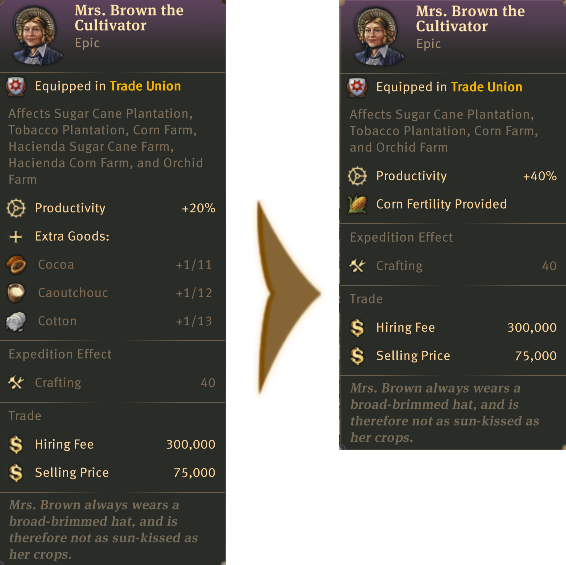 Mrs. Brown the
Cultivator
Epic
Equipped in Trade Union
Affects Sugar Cane Plantation,
Tobacco Plantation, Corn Farm,
Hacienda Sugar Cane Farm,
Hacienda Corn Farm, and Orchid
Farm
Productivity +20%
Extra Goods:
Cocoa +1/11
Caoutchouc +1/12
Cotton +1/13
Expedition Effect
Crafting 40
Trade
Hiring Fee 300,000
Selling Price 75,000
Mrs. Brown always wears a
broad-brimmed hat, and is
therefore not as sun-kissed as
her crops.
Mrs. Brown the
Cultivator
Epic
Equipped in Trade Union
Affects Sugar Cane Plantation,
Tobacco Plantation, Corn Farm,
and Orchid Farm
Productivity +40%
Corn Fertility Provided
Expedition Effect
Crafting 40
Trade
Hiring Fee 300,000
Selling Price 75,000
Mrs. Brown always wears a
broad-brimmed hat, and is
therefore not as sun-kissed as
her crops.